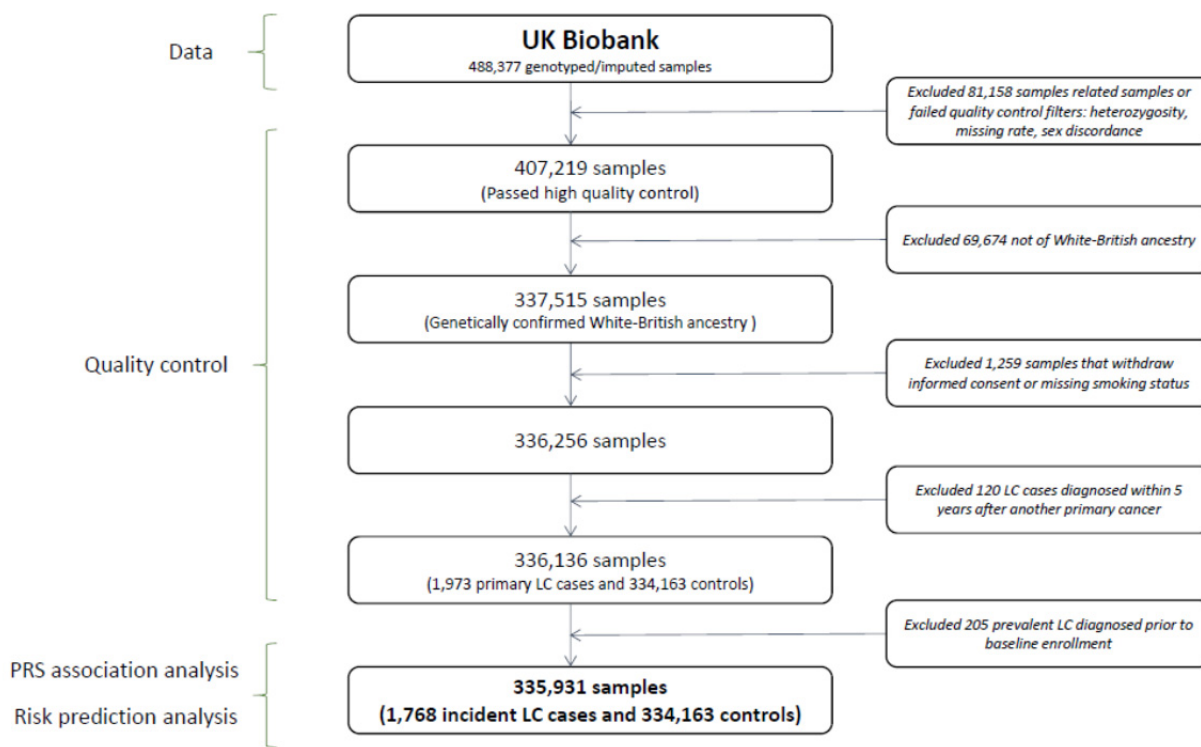 Data
UK Biobank
488,377 genotyped/imputed samples
Excluded 81,158 samples related samples or
failed quality control filters: heterozygosity,
missing rate, sex discordance
407,219 samples
(Passed high quality control)
Excluded 69,674 not of White-British ancestry
337,515 samples
(Genetically confirmed White-British ancestry )
Quality control
Excluded 1,259 samples that withdraw
informed consent or missing smoking status
336,256 samples
Excluded 120 LC cases diagnosed within 5
years after another primary cancer
336,136 samples
(1,973 primary LC cases and 334,163 controls)
Excluded 205 prevalent LC diagnosed prior to
baseline enrollment
PRS association analysis
Risk prediction analysis
335,931 samples
(1,768 incident LC cases and 334,163 controls)